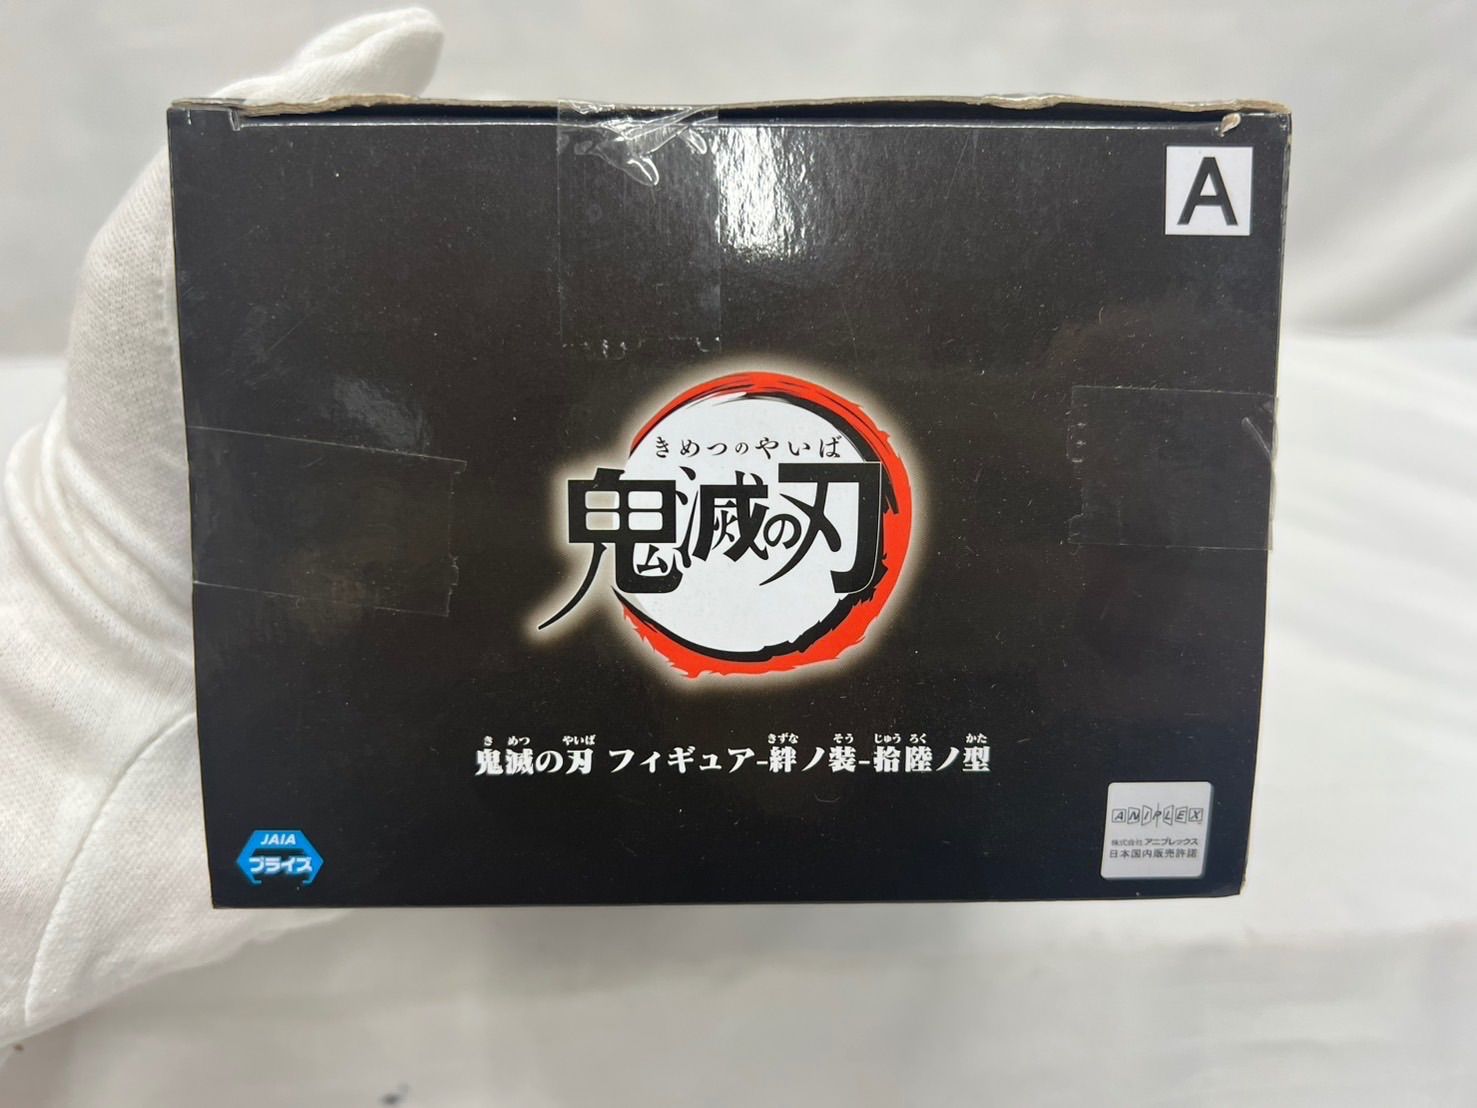 A
きめつのやいば
鬼滅の刃
き めつ やいば きずな そう じゅう ろく かた
鬼滅の刃 フィギュア-絆ノ装-拾陸ノ型
JAIA
プライズ
ANIPLEX
株式会社 アニプレックス
日本国内販売許諾